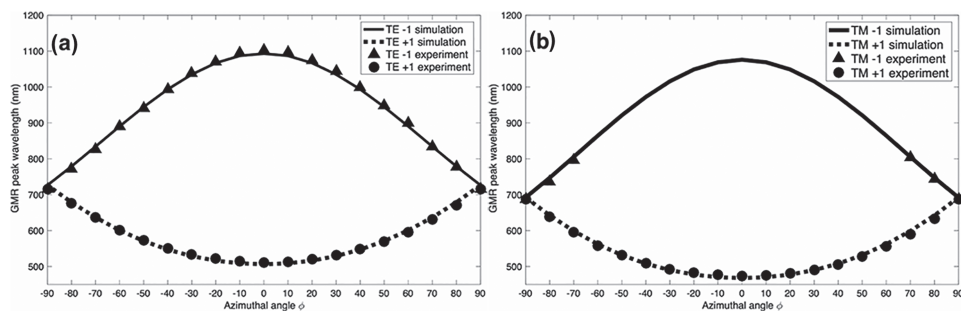 (a)
TE -1 simulation
TE +1 simulation
TE -1 experiment
TE +1 experiment
GMR peak wavelength (nm)
1200
1100
1000
900
800
700
600
500
-90 -80 -70 -60 -50 -40 -30 -20 -10 0 10 20 30 40 50 60 70 80 90
Azimuthal angle ϕ
(b)
TM -1 simulation
TM +1 simulation
TM -1 experiment
TM +1 experiment
GMR peak wavelength (nm)
1200
1100
1000
900
800
700
600
500
-90 -80 -70 -60 -50 -40 -30 -20 -10 0 10 20 30 40 50 60 70 80 90
Azimuthal angle ϕ